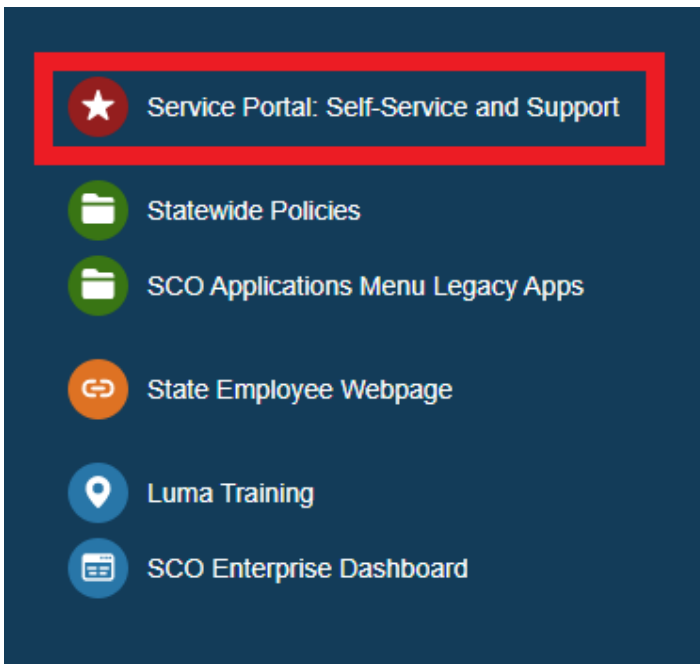 Service Portal: Self-Service and Support
Statewide Policies
SCO Applications Menu Legacy Apps
State Employee Webpage
Luma Training
SCO Enterprise Dashboard